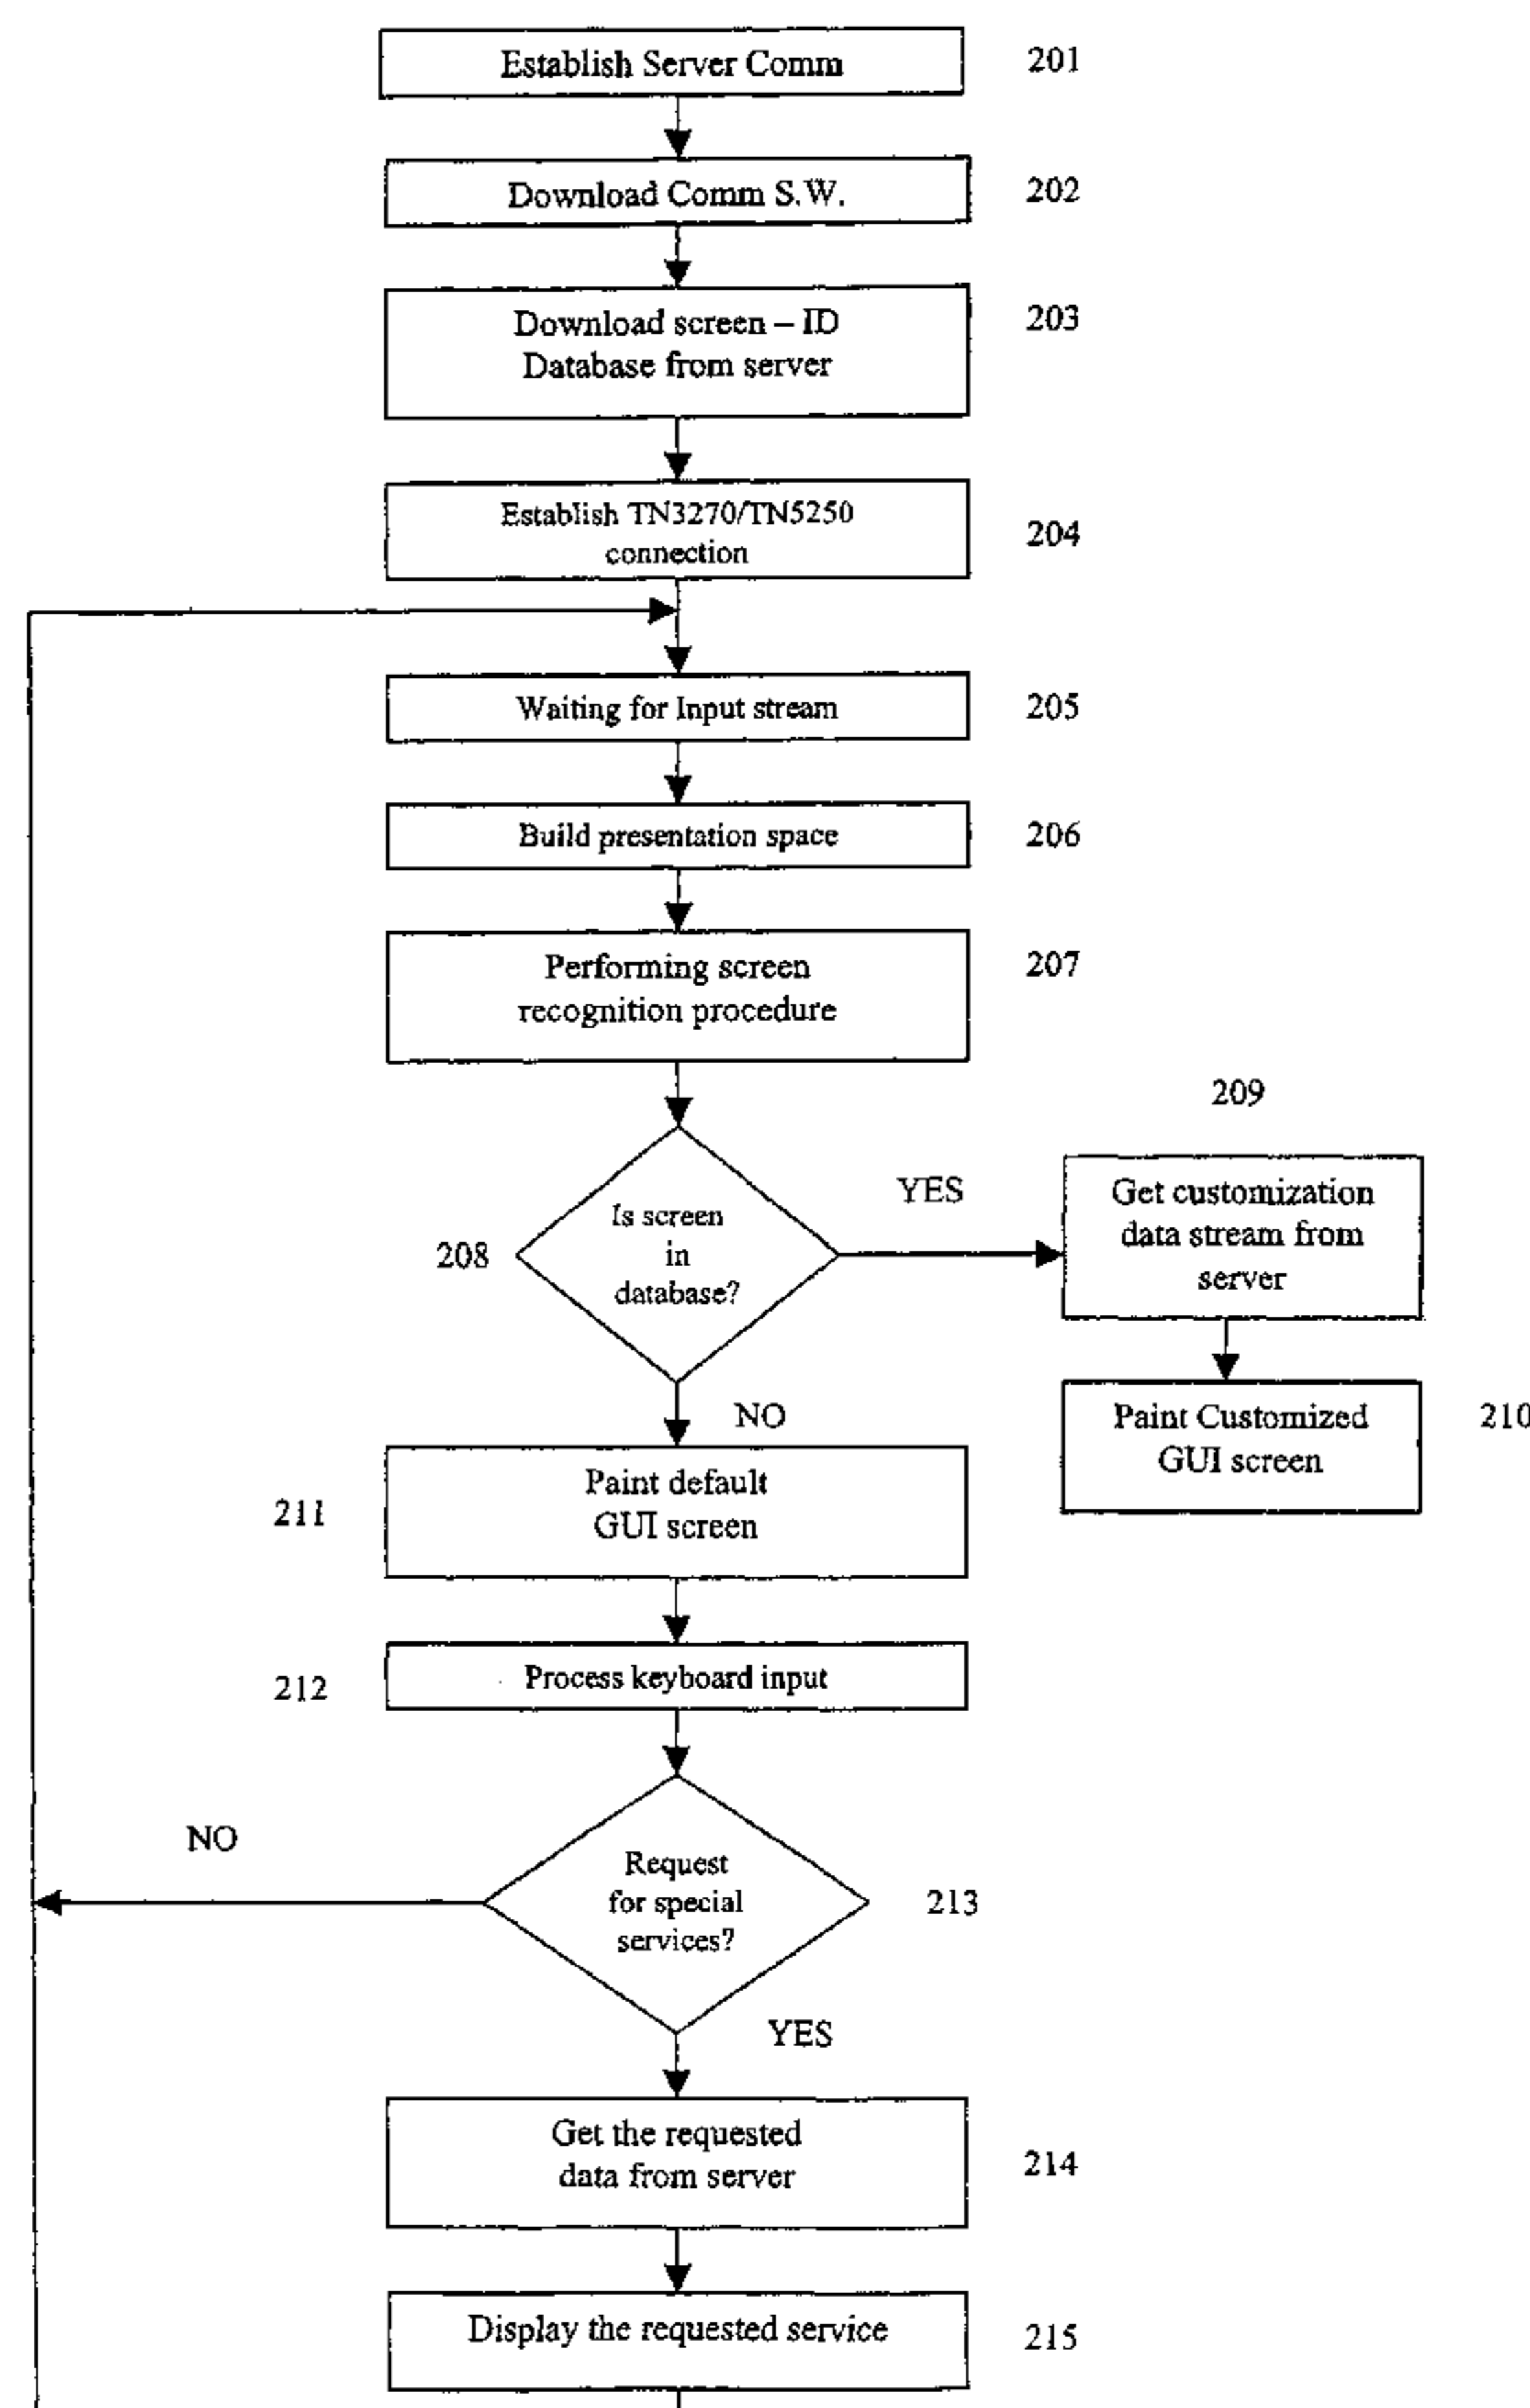 Establish Server Comm
201
Download Comm S.W.
202
Download screen – ID
Database from server
203
Establish TN3270/TN5250
connection
204
Waiting for Input stream
205
Build presentation space
206
Performing screen
recognition procedure
207
208
Is screen
in
database?
YES
209
Get customization
data stream from
server
NO
Paint Customized
GUI screen
210
211
Paint default
GUI screen
212
Process keyboard input
NO
Request
for special
services?
213
YES
Get the requested
data from server
214
Display the requested service
215